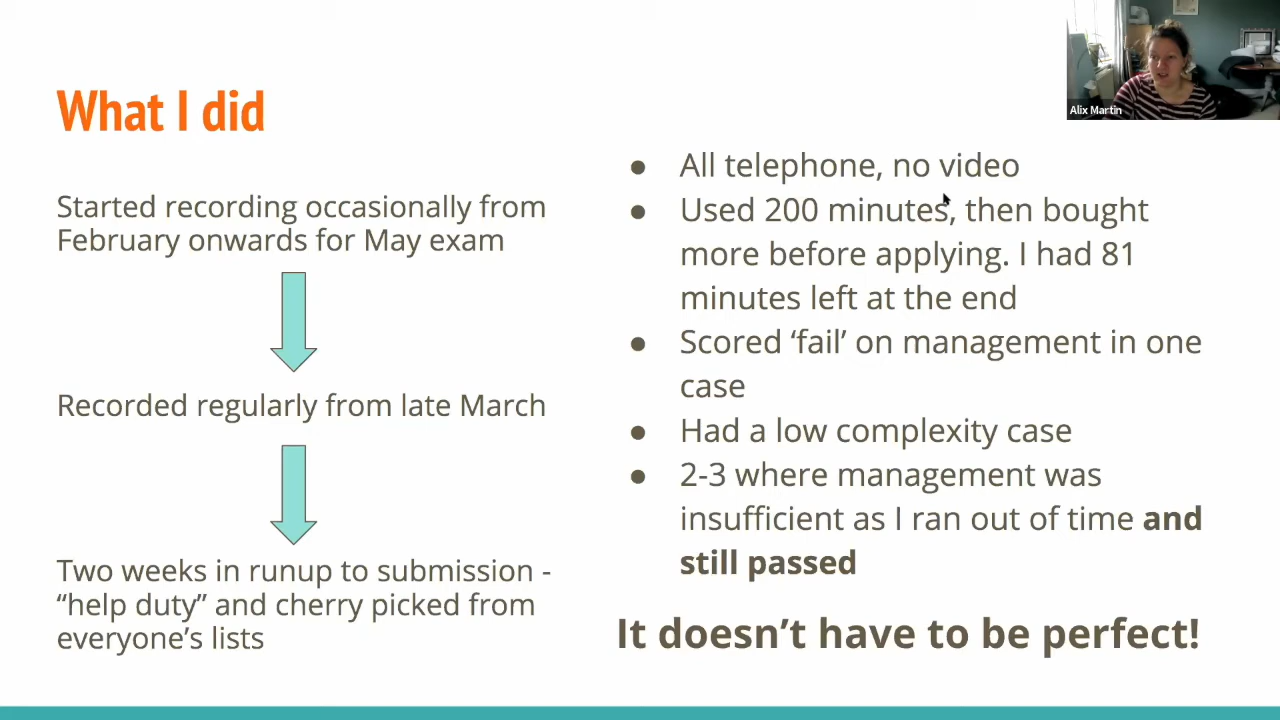 What I did
Started recording occasionally from
February onwards for May exam
Recorded regularly from late March
Two weeks in runup to submission -
“help duty” and cherry picked from
everyone’s lists
● All telephone, no video
● Used 200 minutes, then bought
more before applying. I had 81
minutes left at the end
● Scored ‘fail’ on management in one
case
● Had a low complexity case
● 2-3 where management was
insufficient as I ran out of time and
still passed
It doesn’t have to be perfect!
Alix Martin